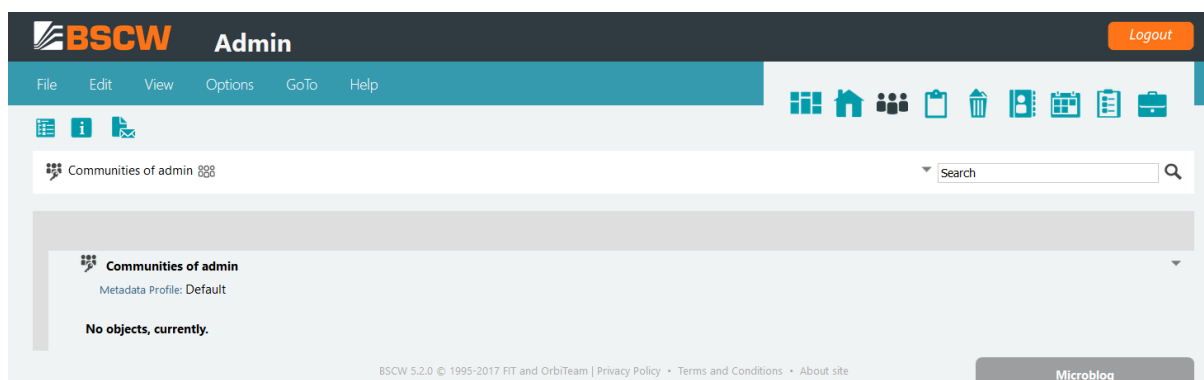 BSCW Admin Logout
File Edit View Options GoTo Help
Communities of admin Search
Communities of admin
Metadata Profile: Default
No objects, currently.
BSCW 5.2.0 © 1995-2017 FIT and OrbiTeam | Privacy Policy • Terms and Conditions • About site
Microblog